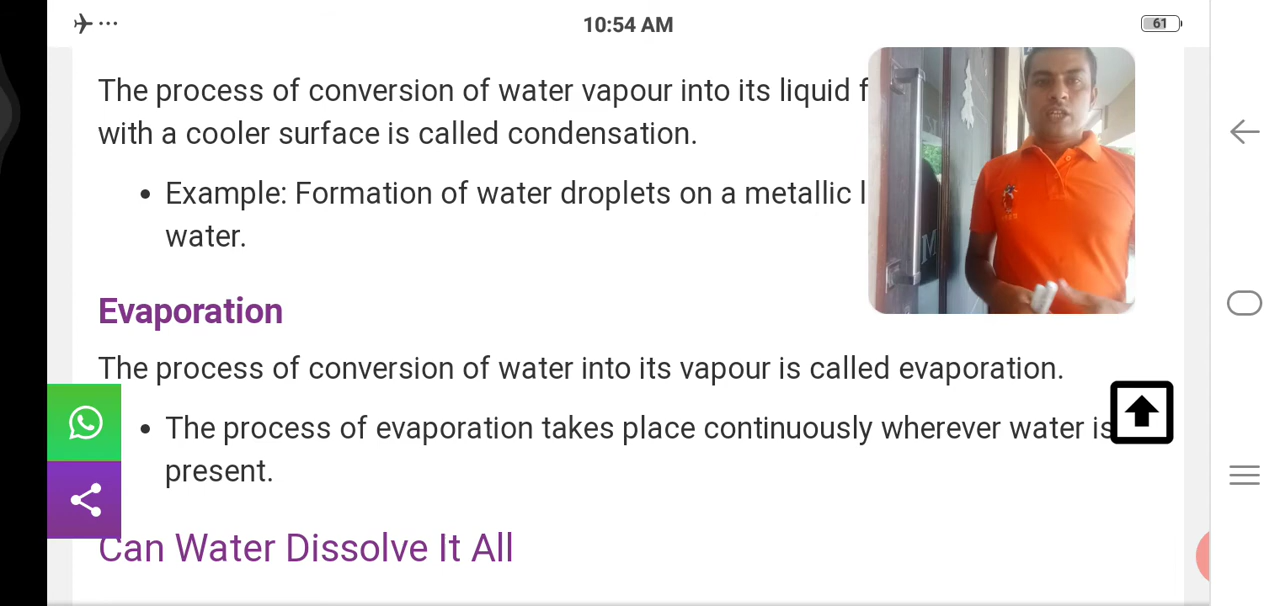 10:54 AM
61
The process of conversion of water vapour into its liquid f
with a cooler surface is called condensation.
• Example: Formation of water droplets on a metallic l
water.
Evaporation
The process of conversion of water into its vapour is called evaporation.
• The process of evaporation takes place continuously wherever water is
present.
Can Water Dissolve It All